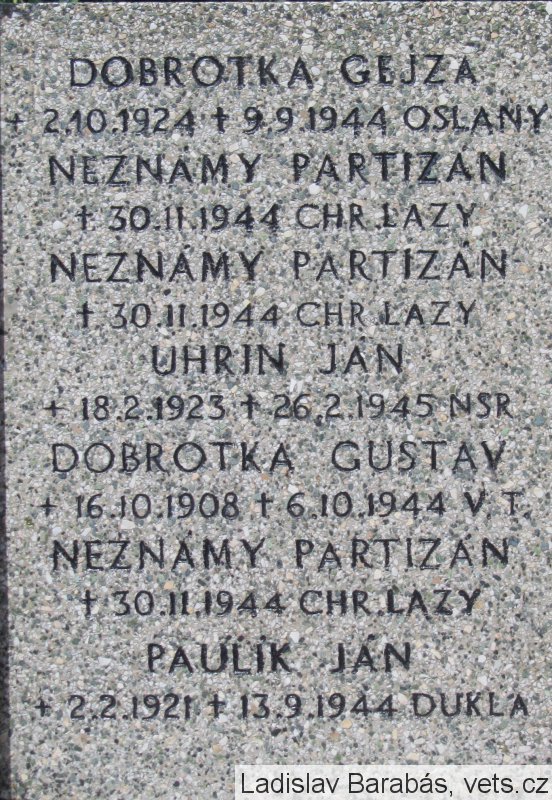 DOBROTKA GEJZA
+ 2.10.1924 † 9.9.1944 OSLANY
NEZNÁMY PARTIZÁN
† 30.11.1944 CHR.LAZY
NEZNÁMY PARTIZÁN
† 30.11.1944 CHR.LAZY
UHRIN JÁN
+ 18.2.1923 † 26.2.1945 NSR
DOBROTKA GUSTAV
+ 16.10.1908 † 6.10.1944 V.T.
NEZNÁMY PARTIZÁN
† 30.11.1944 CHR.LAZY
PAULÍK JÁN
+ 2.2.1921 † 13.9.1944 DUKLA
Ladislav Barabás, vets.cz